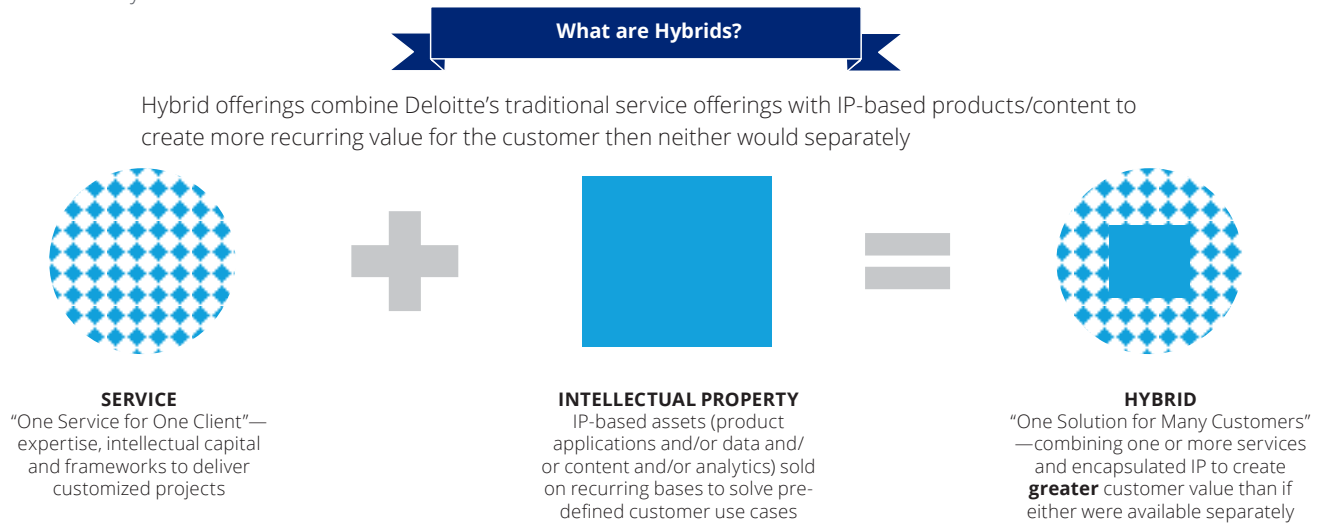 What are Hybrids?
Hybrid offerings combine Deloitte's traditional service offerings with IP-based products/content to
create more recurring value for the customer then neither would separately
SERVICE
“One Service for One Client”—
expertise, intellectual capital
and frameworks to deliver
customized projects
INTELLECTUAL PROPERTY
IP-based assets (product
applications and/or data and/
or content and/or analytics) sold
on recurring bases to solve pre-
defined customer use cases
HYBRID
“One Solution for Many Customers”
—combining one or more services
and encapsulated IP to create
greater customer value than if
either were available separately